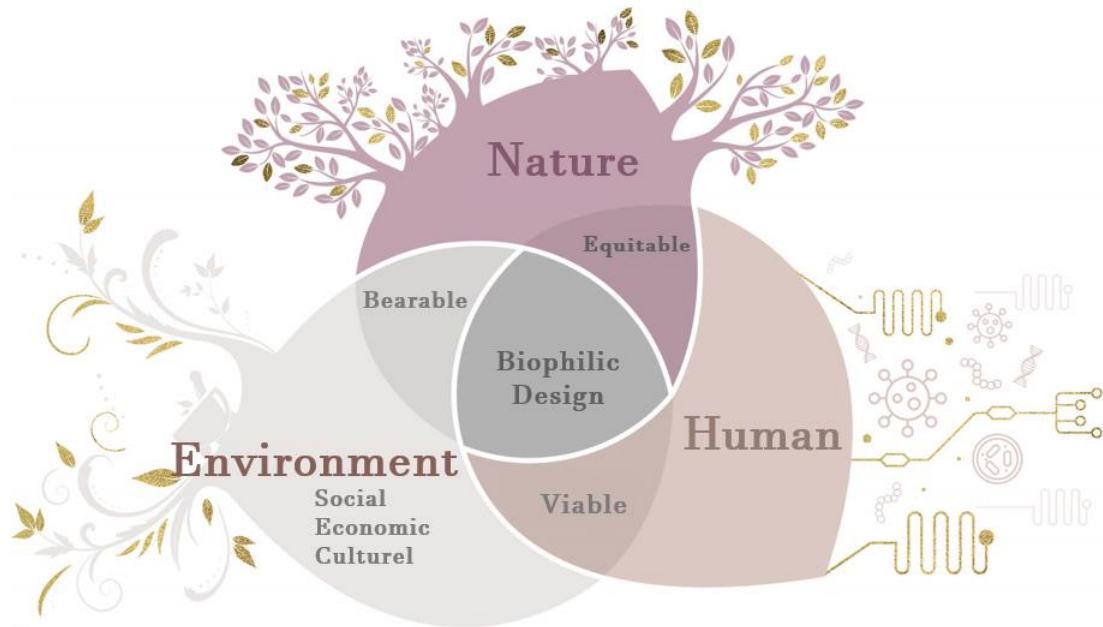 Nature
Equitable
Bearable
Biophilic
Design
Human
Environment
Social
Economic
Culturel
Viable